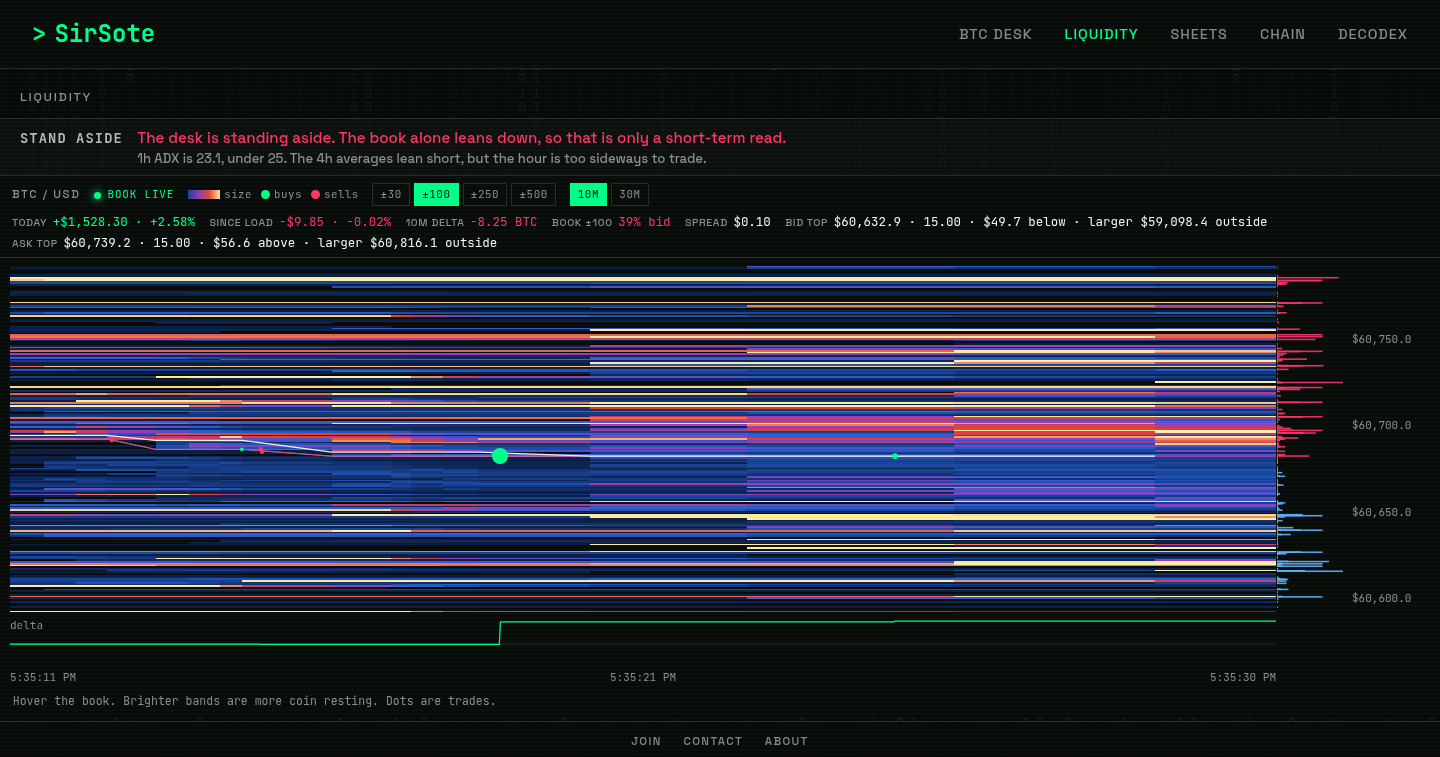 > SirSote
BTC DESK LIQUIDITY SHEETS CHAIN DECODEX
LIQUIDITY
STAND ASIDE The desk is standing aside. The book alone leans down, so that is only a short-term read.
1h ADX is 23.1, under 25. The 4h averages lean short, but the hour is too sideways to trade.
BTC / USD BOOK LIVE size buys sells ±30 ±100 ±250 ±500 10M 30M
TODAY +$1,528.30 · +2.58% SINCE LOAD -$9.85 · -0.02% 10M DELTA -8.25 BTC BOOK ±100 39% bid SPREAD $0.10 BID TOP $60,632.9 · 15.00 · $49.7 below · larger $59,098.4 outside
ASK TOP $60,739.2 · 15.00 · $56.6 above · larger $60,816.1 outside
$60,750.0
$60,700.0
$60,650.0
$60,600.0
delta
5:35:11 PM 5:35:21 PM 5:35:30 PM
Hover the book. Brighter bands are more coin resting. Dots are trades.
JOIN CONTACT ABOUT